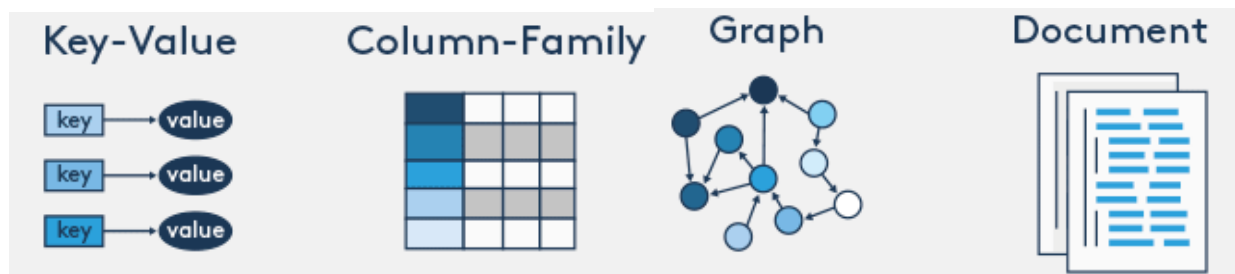 Key-Value
Column-Family
Graph
Document
key
value
key
value
key
value